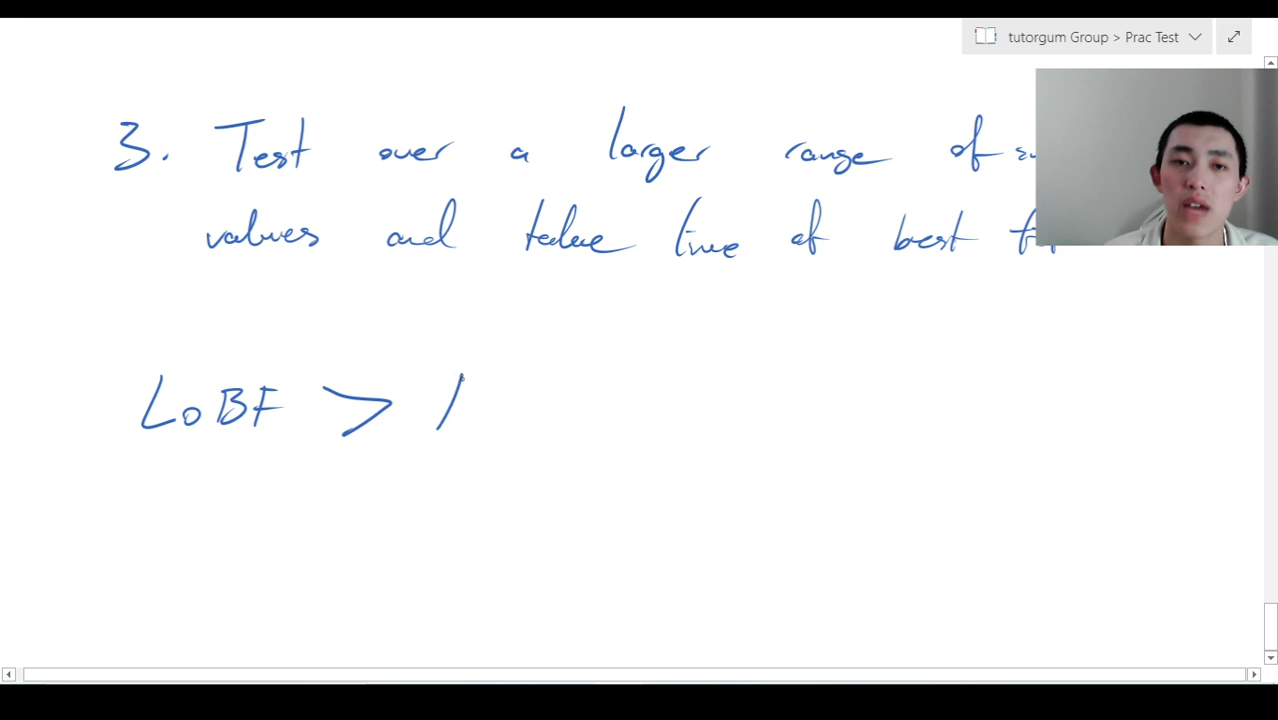 tutorgum Group > Prac Test
3. Test over a larger range of
values and take line of best
LOBF >